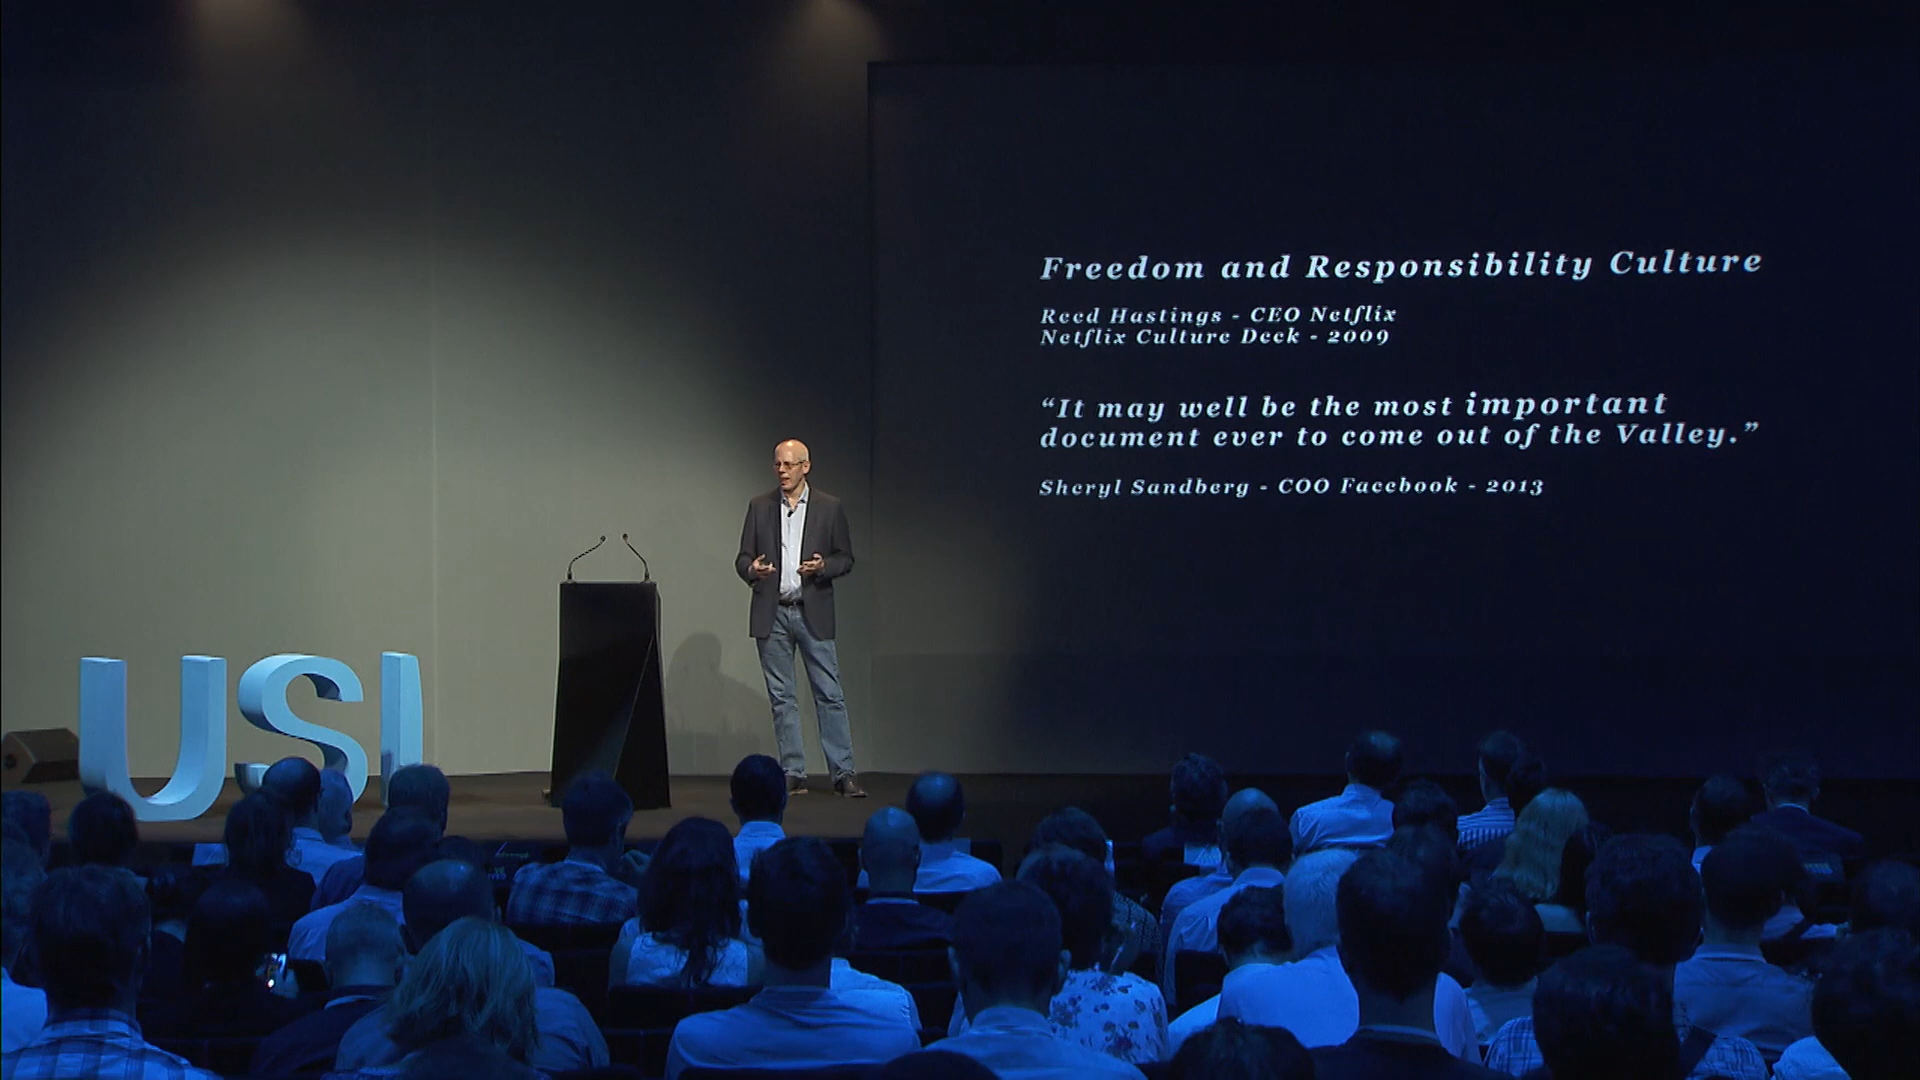 Freedom and Responsibility Culture
Reed Hastings - CEO Netflix
Netflix Culture Deck - 2009
“It may well be the most important
document ever to come out of the Valley.”
Sheryl Sandberg - COO Facebook - 2013
USI